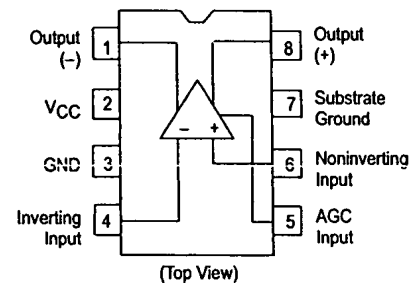 Output
(–)
1
8
Output
(+)
VCC
2
7
Substrate
Ground
– +
GND
3
6
Noninverting
Input
Inverting
Input
4
5
AGC
Input
(Top View)